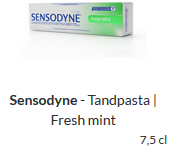 SENSODYNE
Fresh Mint
Sensodyne - Tandpasta |
Fresh mint
7,5 cl